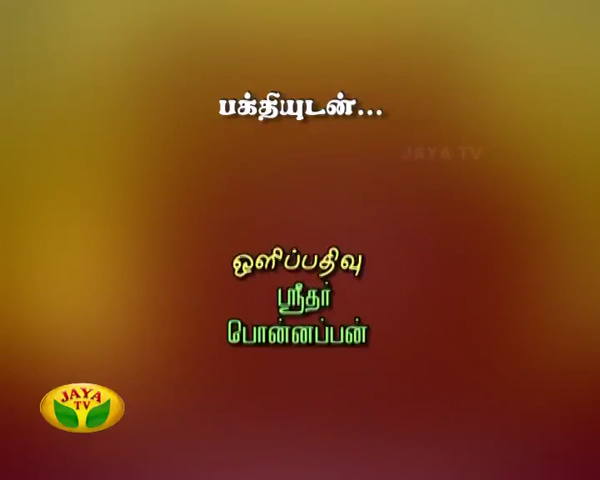 பக்தியுடன்...
JAYA TV
ஒளிப்பதிவு
ஸ்ரீதர்
பொன்னப்பன்
JAYA
TV